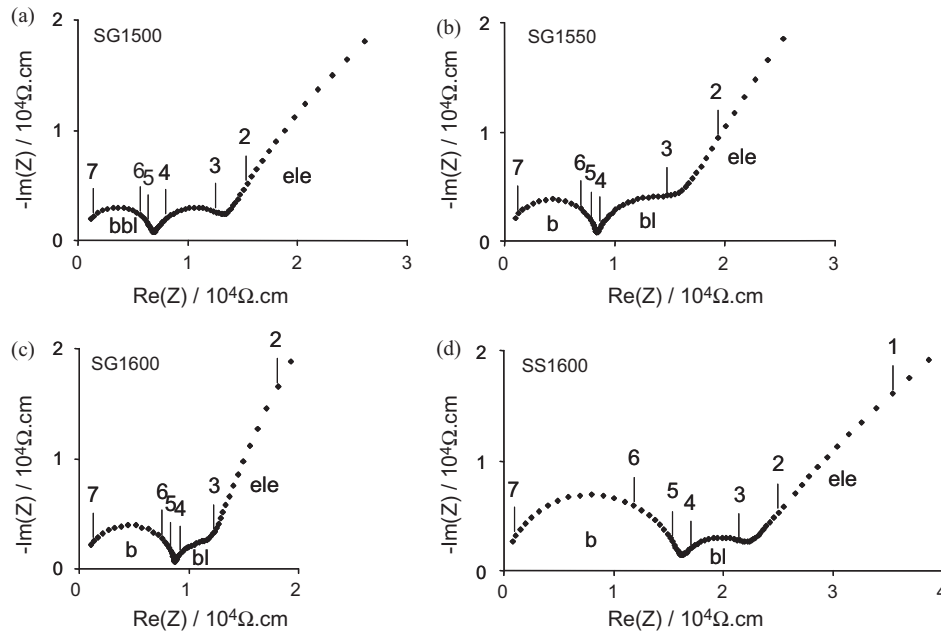 (a)
SG1500
2
1
0
-Im(Z) / 10⁴Ω.cm
7
6
5
4
3
2
bbl
ele
0 1 2 3
Re(Z) / 10⁴Ω.cm
(b)
SG1550
2
1
0
-Im(Z) / 10⁴Ω.cm
7
6
5
4
3
2
b
bl
ele
0 1 2 3
Re(Z) / 10⁴Ω.cm
(c)
SG1600
2
1
0
-Im(Z) / 10⁴Ω.cm
7
6
5
4
3
2
b
bl
ele
0 1 2
Re(Z) / 10⁴Ω.cm
(d)
SS1600
2
1
0
-Im(Z) / 10⁴Ω.cm
7
6
5
4
3
2
1
b
bl
ele
0 1 2 3 4
Re(Z) / 10⁴Ω.cm